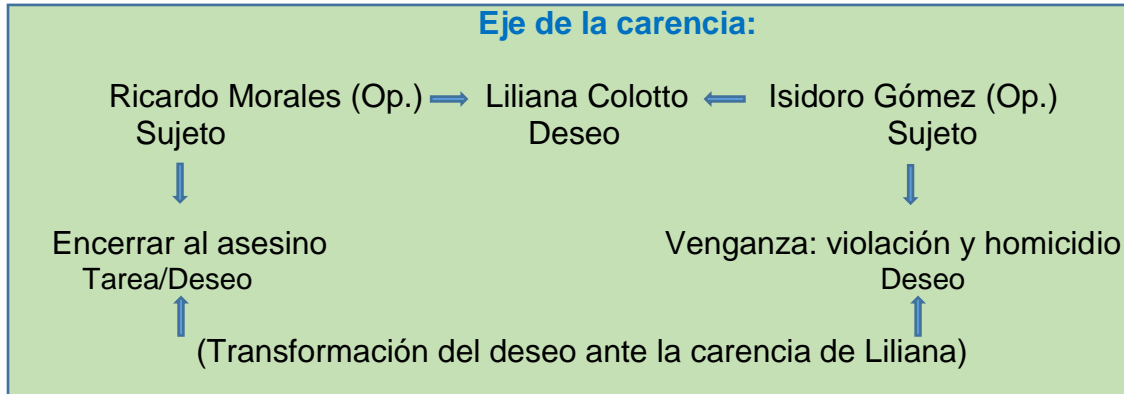 Eje de la carencia:
Ricardo Morales (Op.) Liliana Colotto Isidoro Gómez (Op.)
Sujeto Deseo Sujeto
Encerrar al asesino Venganza: violación y homicidio
Tarea/Deseo Deseo
(Transformación del deseo ante la carencia de Liliana)